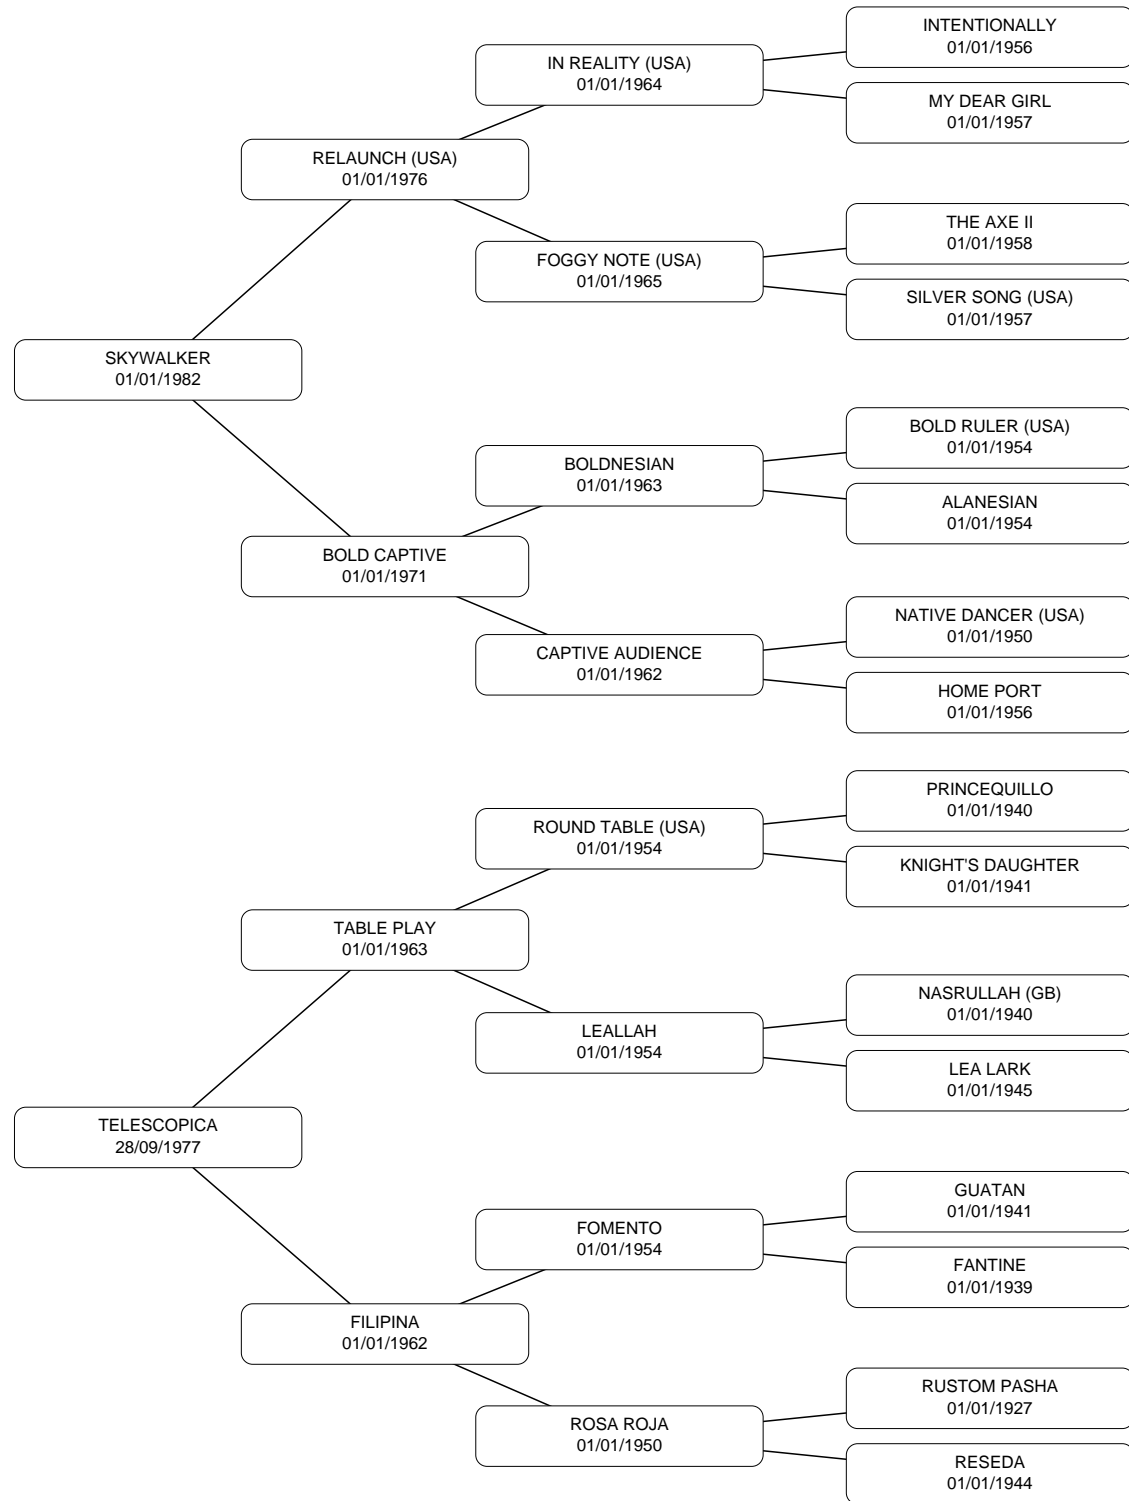 INTENTIONALLY
01/01/1956
IN REALITY (USA)
01/01/1964
MY DEAR GIRL
01/01/1957
RELAUNCH (USA)
01/01/1976
THE AXE II
01/01/1958
FOGGY NOTE (USA)
01/01/1965
SILVER SONG (USA)
01/01/1957
SKYWALKER
01/01/1982
BOLD RULER (USA)
01/01/1954
BOLDNESIAN
01/01/1963
ALANESIAN
01/01/1954
BOLD CAPTIVE
01/01/1971
NATIVE DANCER (USA)
01/01/1950
CAPTIVE AUDIENCE
01/01/1962
HOME PORT
01/01/1956
PRINCEQUILLO
01/01/1940
ROUND TABLE (USA)
01/01/1954
KNIGHT'S DAUGHTER
01/01/1941
TABLE PLAY
01/01/1963
NASRULLAH (GB)
01/01/1940
LEALLAH
01/01/1954
LEA LARK
01/01/1945
TELESCOPICA
28/09/1977
GUATAN
01/01/1941
FOMENTO
01/01/1954
FANTINE
01/01/1939
FILIPINA
01/01/1962
RUSTOM PASHA
01/01/1927
ROSA ROJA
01/01/1950
RESEDA
01/01/1944